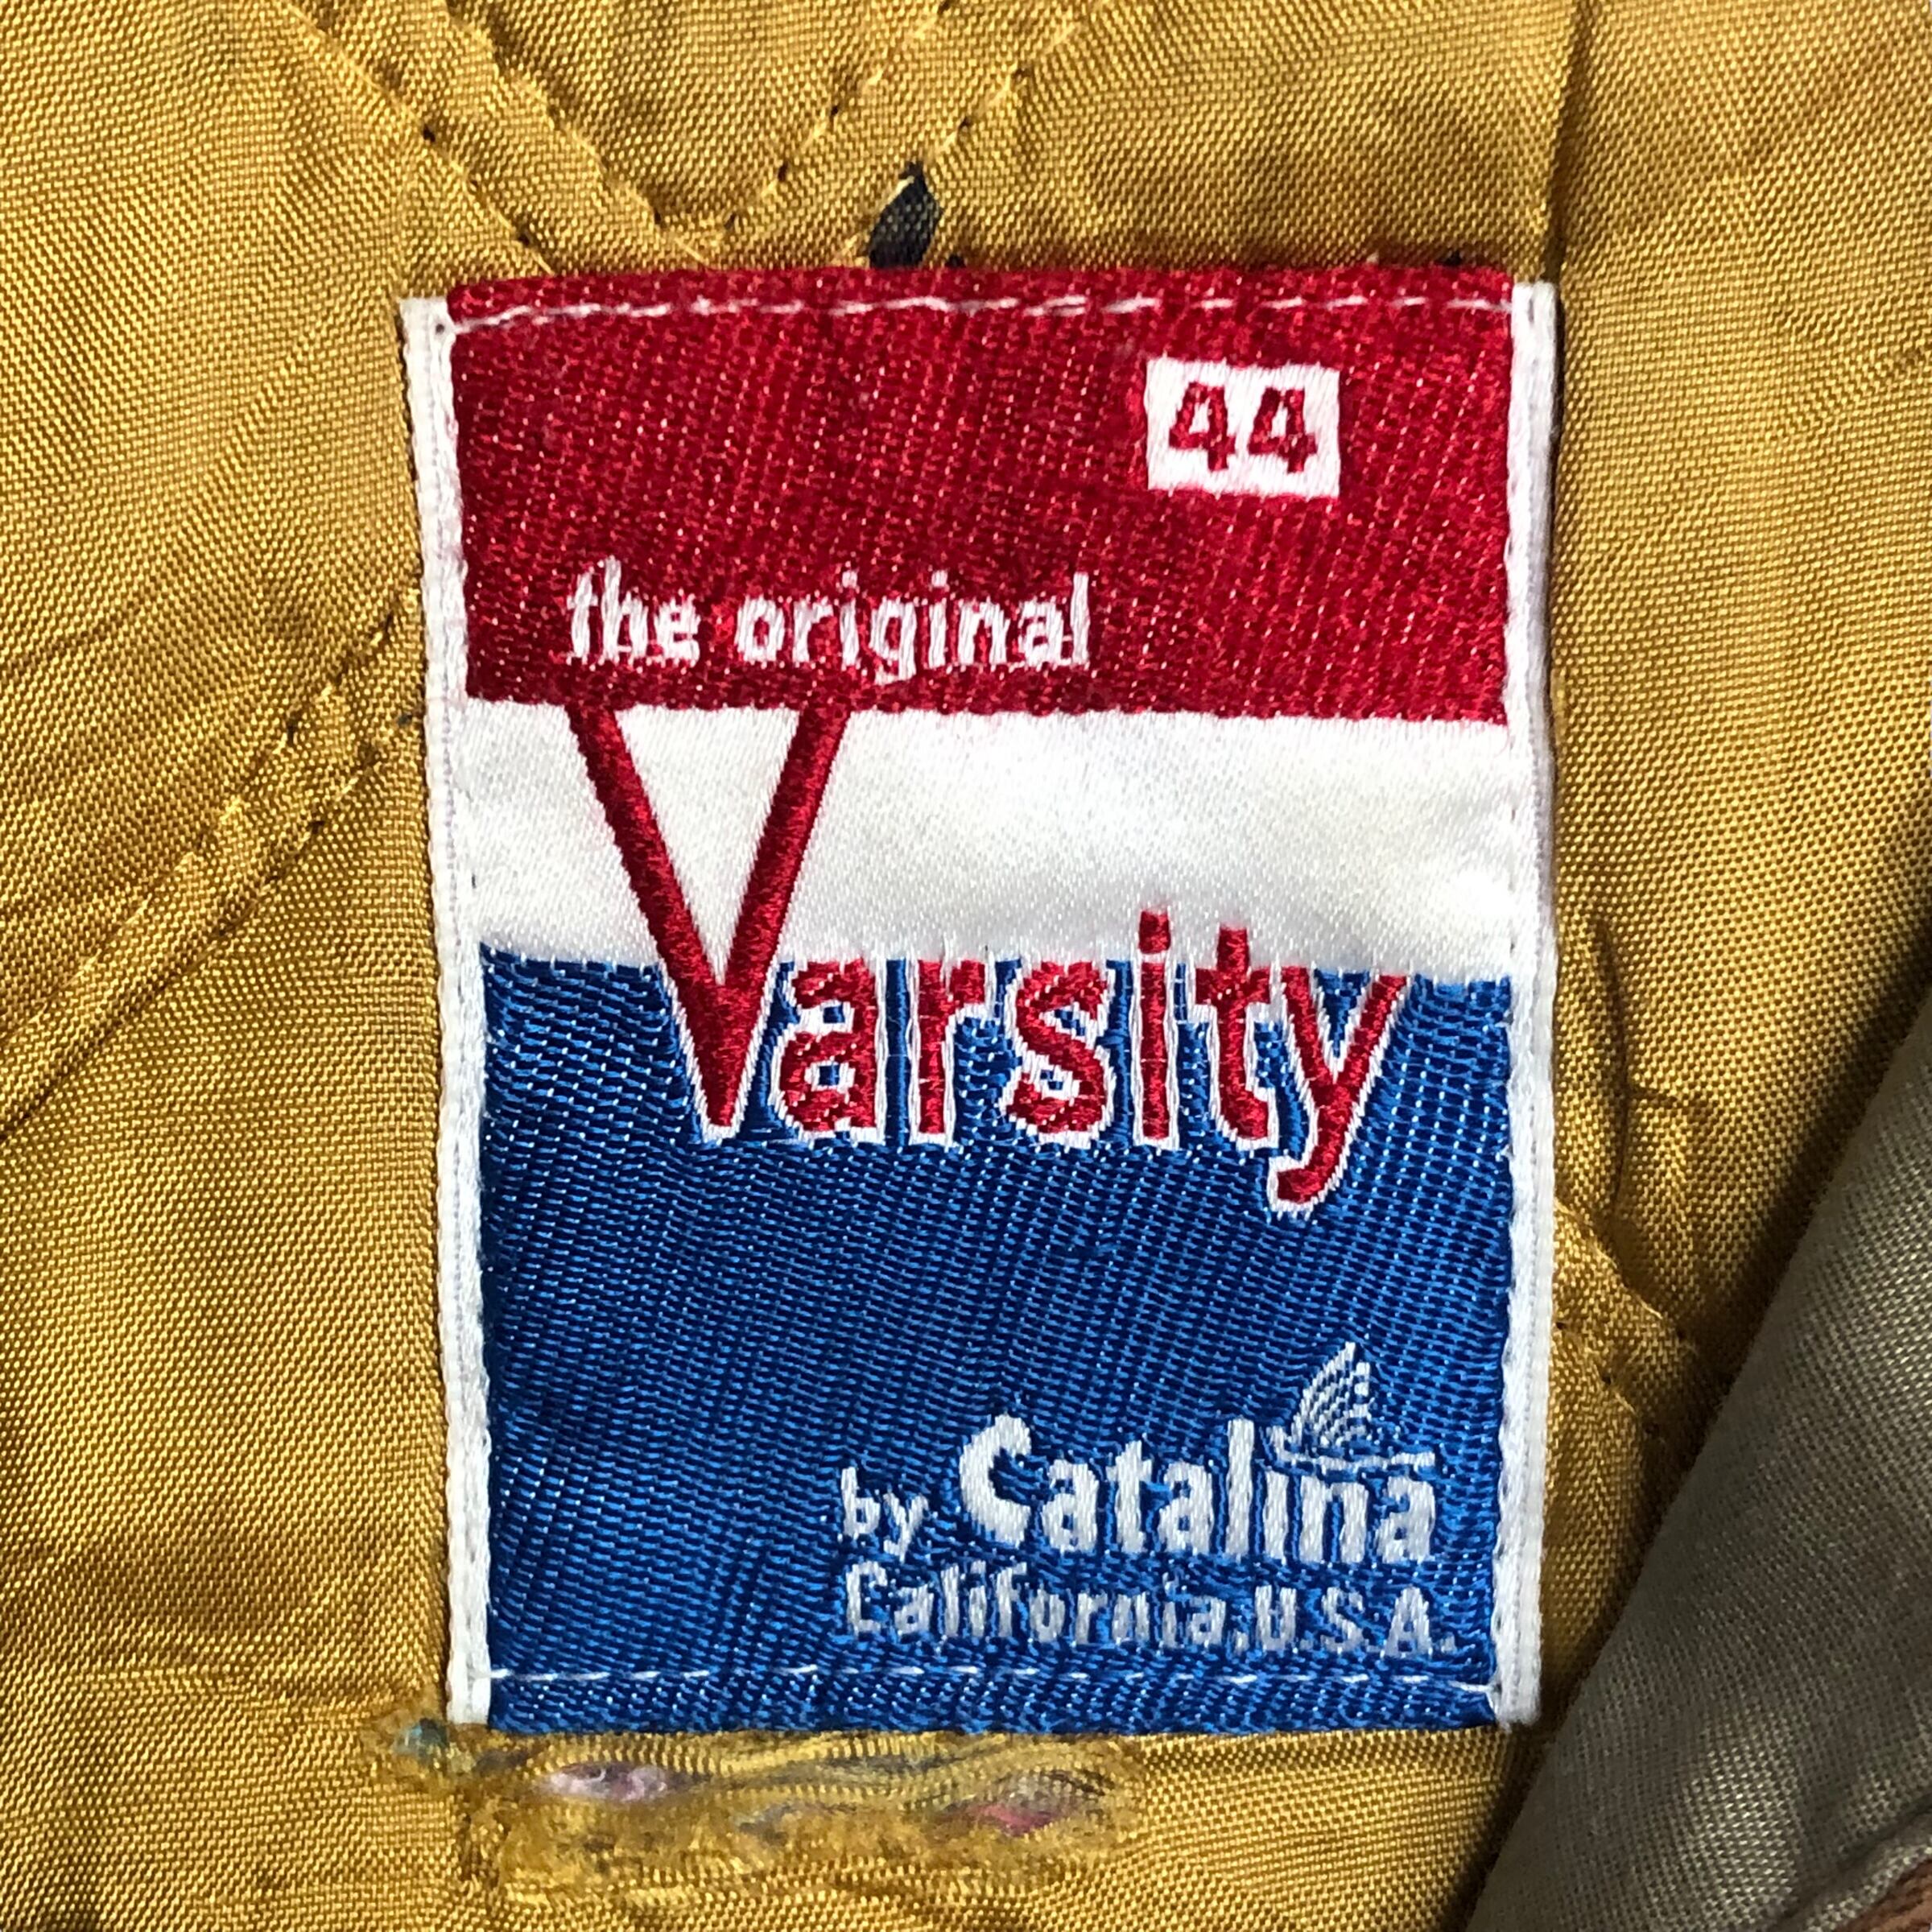 44
the original
Varsity
by Catalina
California, U.S.A.